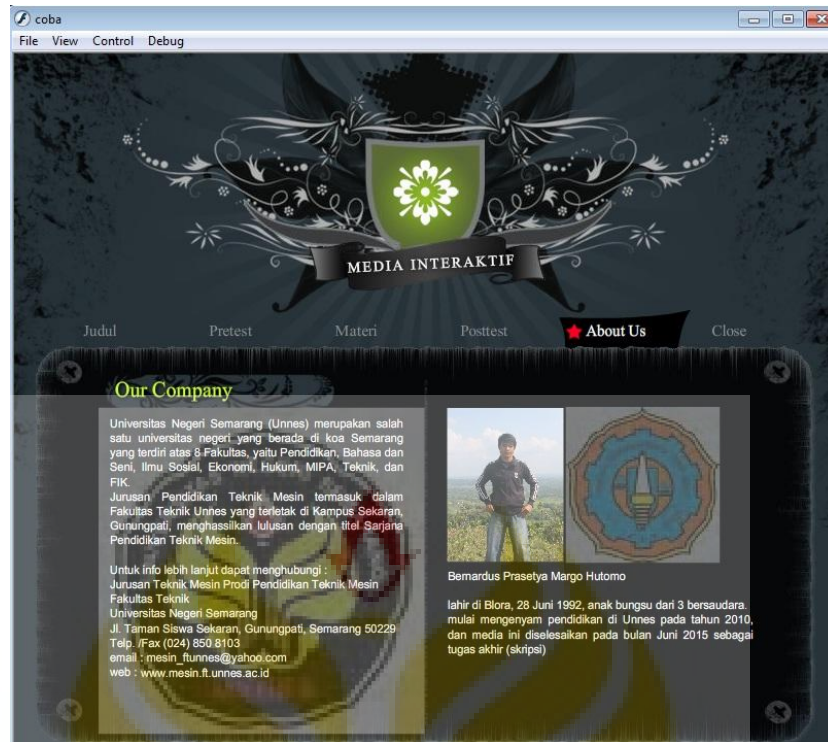 coba
File View Control Debug
MEDIA INTERAKTIF
Judul Pretest Materi Posttest About Us Close
Our Company
Universitas Negeri Semarang (Unnes) merupakan salah
satu universitas negeri yang berada di koa Semarang
yang terdiri atas 8 Fakultas, yaitu Pendidikan, Bahasa dan
Seni, Ilmu Sosial, Ekonomi, Hukum, MIPA, Teknik, dan
FIK.
Jurusan Pendidikan Teknik Mesin termasuk dalam
Fakultas Teknik Unnes yang terletak di Kampus Sekaran,
Gunungpati, menghassilkan lulusan dengan titel Sarjana
Pendidikan Teknik Mesin.
Untuk info lebih lanjut dapat menghubungi :
Jurusan Teknik Mesin Prodi Pendidikan Teknik Mesin
Fakultas Teknik
Universitas Negeri Semarang
Jl. Taman Siswa Sekaran, Gunungpati, Semarang 50229
Telp. /Fax (024) 850 8103
email : mesin_ftunnes@yahoo.com
web : www.mesin.ft.unnes.ac.id
Bernardus Prasetya Margo Hutomo
lahir di Blora, 28 Juni 1992, anak bungsu dari 3 bersaudara.
mulai mengenyam pendidikan di Unnes pada tahun 2010,
dan media ini diselesaikan pada bulan Juni 2015 sebagai
tugas akhir (skripsi)